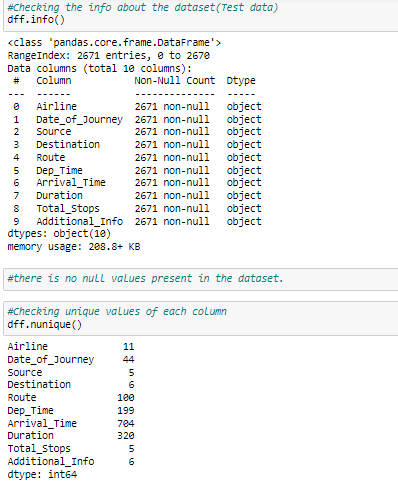 #Checking the info about the dataset(Test data)
dff.info()
<class 'pandas.core.frame.DataFrame'>
RangeIndex: 2671 entries, 0 to 2670
Data columns (total 10 columns):
#   Column           Non-Null Count  Dtype
---  ------           --------------  -----
0   Airline          2671 non-null   object
1   Date_of_Journey  2671 non-null   object
2   Source           2671 non-null   object
3   Destination      2671 non-null   object
4   Route            2671 non-null   object
5   Dep_Time         2671 non-null   object
6   Arrival_Time     2671 non-null   object
7   Duration         2671 non-null   object
8   Total_Stops      2671 non-null   object
9   Additional_Info  2671 non-null   object
dtypes: object(10)
memory usage: 208.8+ KB
#there is no null values present in the dataset.
#Checking unique values of each column
dff.nunique()
Airline             11
Date_of_Journey     44
Source               5
Destination          6
Route              100
Dep_Time           199
Arrival_Time       704
Duration           320
Total_Stops          5
Additional_Info      6
dtype: int64